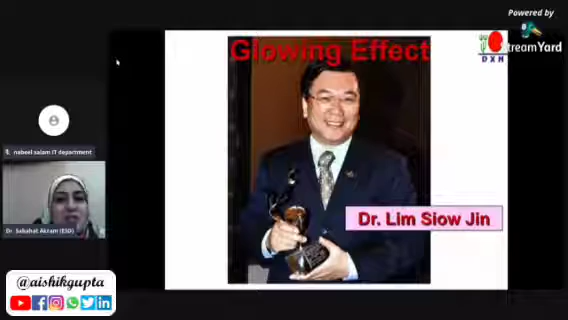 Powered by
StreamYard
Glowing Effect
DXN
nabeel salam IT department
Dr. Sabahat Akram (ESD)
Dr. Lim Siow Jin
@aishikgupta